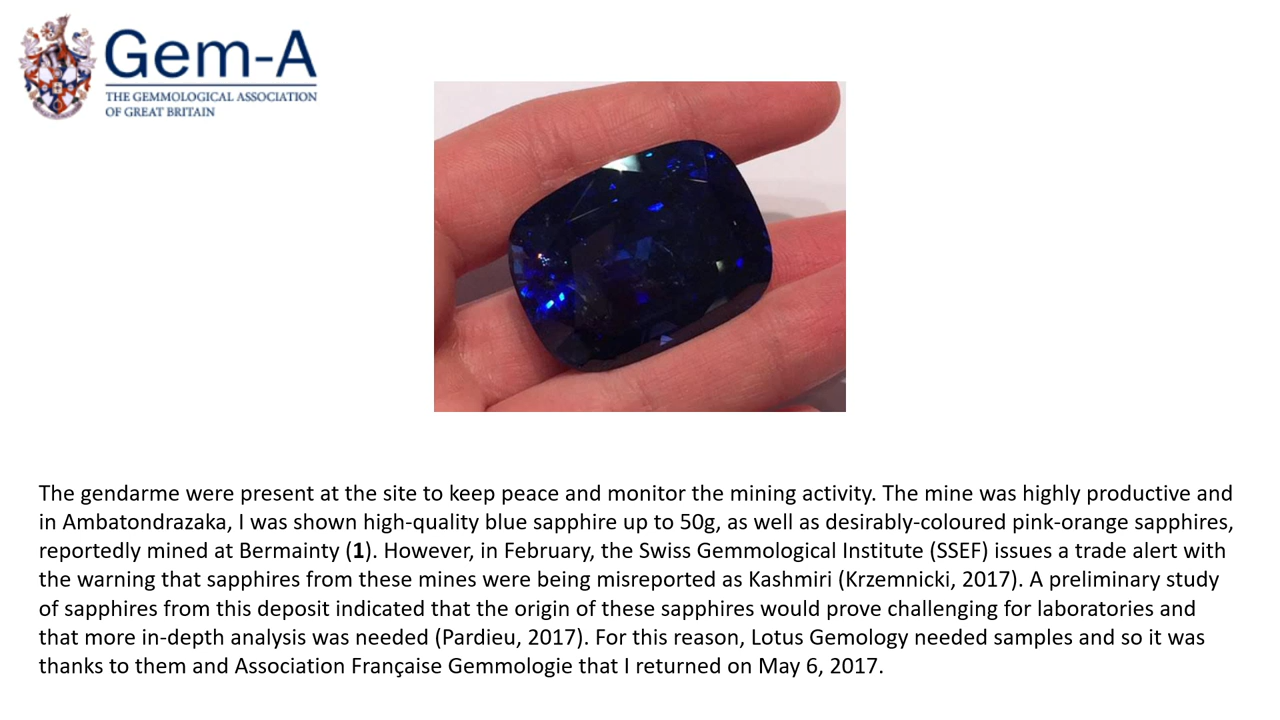 Gem-A
THE GEMMOLOGICAL ASSOCIATION
OF GREAT BRITAIN
The gendarme were present at the site to keep peace and monitor the mining activity. The mine was highly productive and
in Ambatondrazaka, I was shown high-quality blue sapphire up to 50g, as well as desirably-coloured pink-orange sapphires,
reportedly mined at Bermainty (1). However, in February, the Swiss Gemmological Institute (SSEF) issues a trade alert with
the warning that sapphires from these mines were being misreported as Kashmiri (Krzemnicki, 2017). A preliminary study
of sapphires from this deposit indicated that the origin of these sapphires would prove challenging for laboratories and
that more in-depth analysis was needed (Pardieu, 2017). For this reason, Lotus Gemology needed samples and so it was
thanks to them and Association Française Gemmologie that I returned on May 6, 2017.